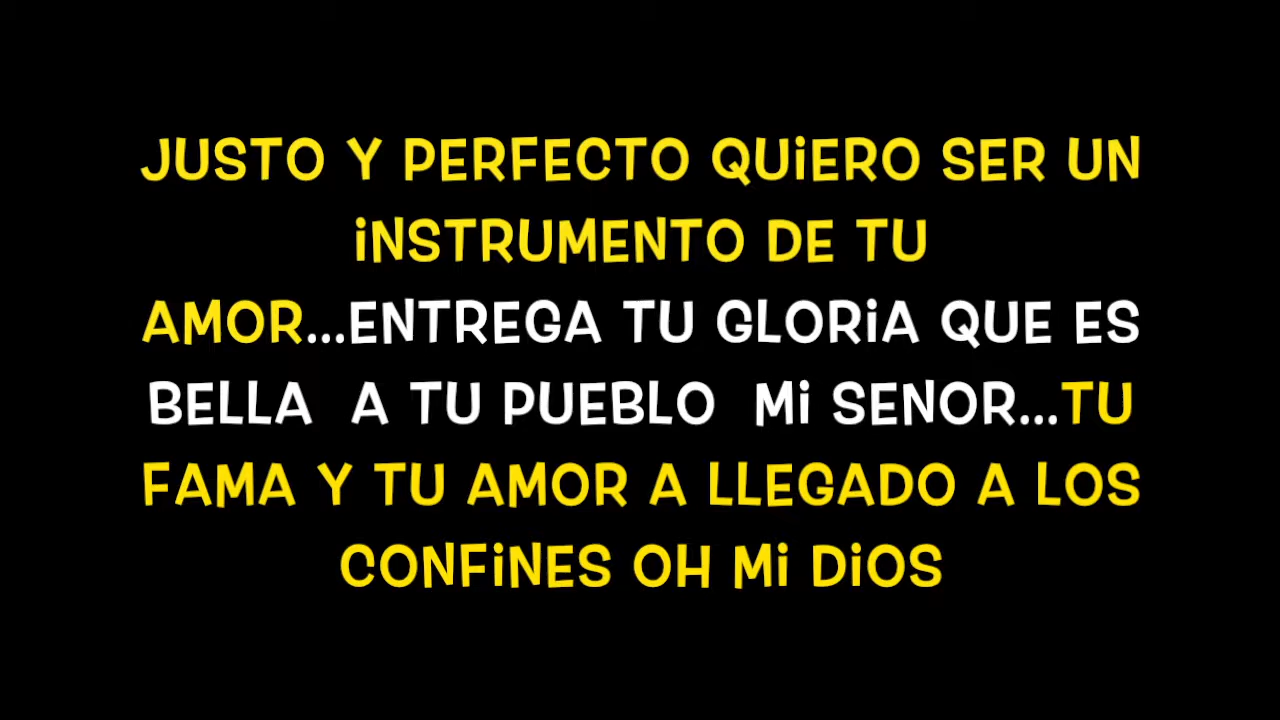 JUSTO Y PERFECTO QUiERO SER UN
iNSTRUMENTO DE TU
AMOR...ENTREGA TU GLORiA QUE ES
BELLA A TU PUEBLO Mi SENOR...TU
FAMA Y TU AMOR A LLEGADO A LOS
CONFiNES OH Mi DiOS